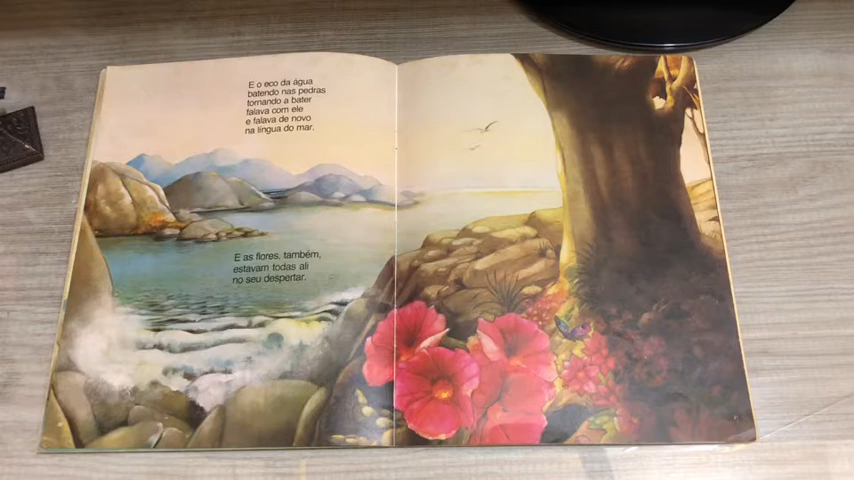 E o eco da água
batendo nas pedras
tornando a bater
falava com ele
e falava de novo
na língua do mar.
E as flores, também,
estavam todas ali
no seu despertar.